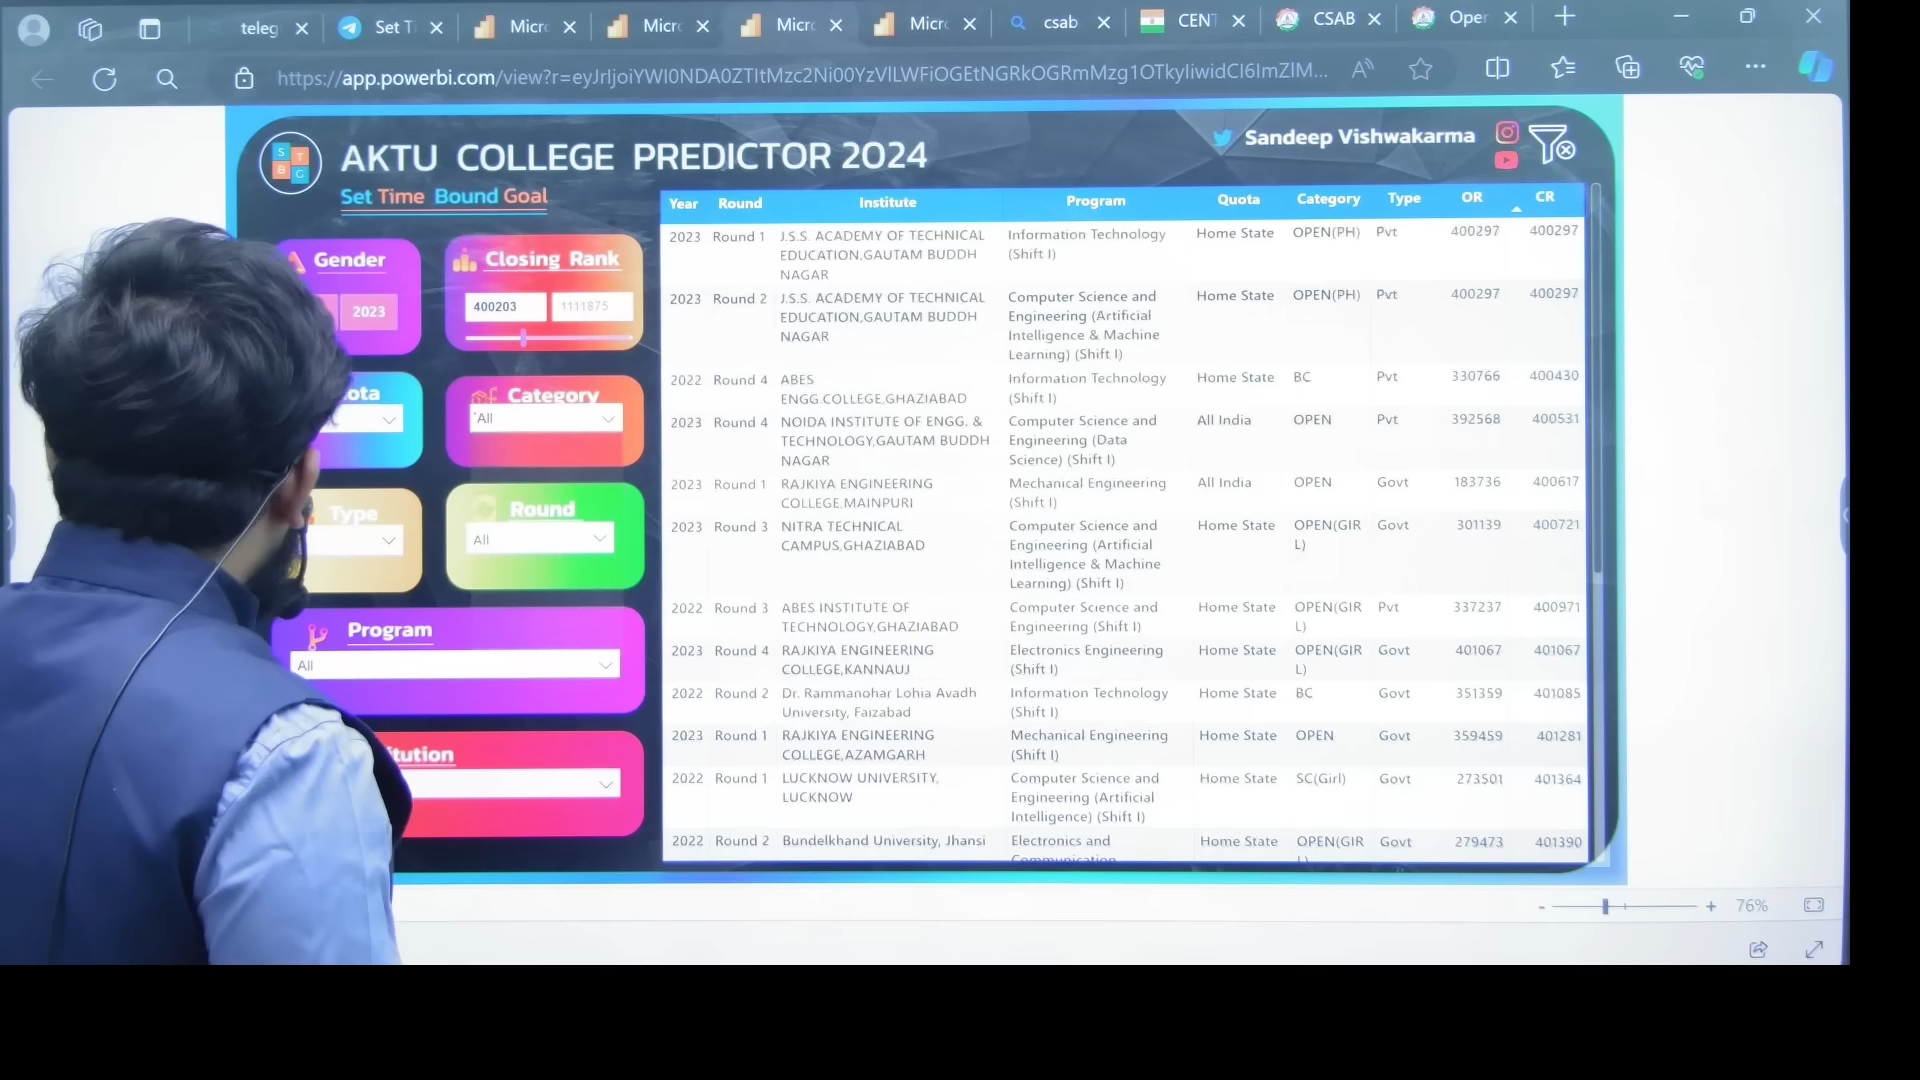 teleg
Set T
Micro
Micro
Micro
Micro
csab
CENT
CSAB
Oper
app.powerbi.com
AKTU COLLEGE PREDICTOR 2024
Sandeep Vishwakarma
S T B G
Set Time Bound Goal
Gender
2023
Closing Rank
400203 1111875
ota
Category
All
Type
Round
All
Program
All
tution
Year Round Institute Program Quota Category Type OR CR
2023 Round 1 J.S.S. ACADEMY OF TECHNICAL Information Technology Home State OPEN(PH) Pvt 400297 400297
EDUCATION,GAUTAM BUDDH (Shift I)
NAGAR
2023 Round 2 J.S.S. ACADEMY OF TECHNICAL Computer Science and Home State OPEN(PH) Pvt 400297 400297
EDUCATION,GAUTAM BUDDH Engineering (Artificial
NAGAR Intelligence & Machine
Learning) (Shift I)
2022 Round 4 ABES Information Technology Home State BC Pvt 330766 400430
ENGG.COLLEGE,GHAZIABAD (Shift I)
2023 Round 4 NOIDA INSTITUTE OF ENGG. & Computer Science and All India OPEN Pvt 392568 400531
TECHNOLOGY,GAUTAM BUDDH Engineering (Data
NAGAR Science) (Shift I)
2023 Round 1 RAJKIYA ENGINEERING Mechanical Engineering All India OPEN Govt 183736 400617
COLLEGE,MAINPURI (Shift I)
2023 Round 3 NITRA TECHNICAL Computer Science and Home State OPEN(GIR Govt 301139 400721
CAMPUS,GHAZIABAD Engineering (Artificial L)
Intelligence & Machine
Learning) (Shift I)
2022 Round 3 ABES INSTITUTE OF Computer Science and Home State OPEN(GIR Pvt 337237 400971
TECHNOLOGY,GHAZIABAD Engineering (Shift I) L)
2023 Round 4 RAJKIYA ENGINEERING Electronics Engineering Home State OPEN(GIR Govt 401067 401067
COLLEGE,KANNAUJ (Shift I) L)
2022 Round 2 Dr. Rammanohar Lohia Avadh Information Technology Home State BC Govt 351359 401085
University, Faizabad (Shift I)
2023 Round 1 RAJKIYA ENGINEERING Mechanical Engineering Home State OPEN Govt 359459 401281
COLLEGE,AZAMGARH (Shift I)
2022 Round 1 LUCKNOW UNIVERSITY, Computer Science and Home State SC(Girl) Govt 273501 401364
LUCKNOW Engineering (Artificial
Intelligence) (Shift I)
2022 Round 2 Bundelkhand University, Jhansi Electronics and Home State OPEN(GIR Govt 279473 401390
Communication L)
- + 76%